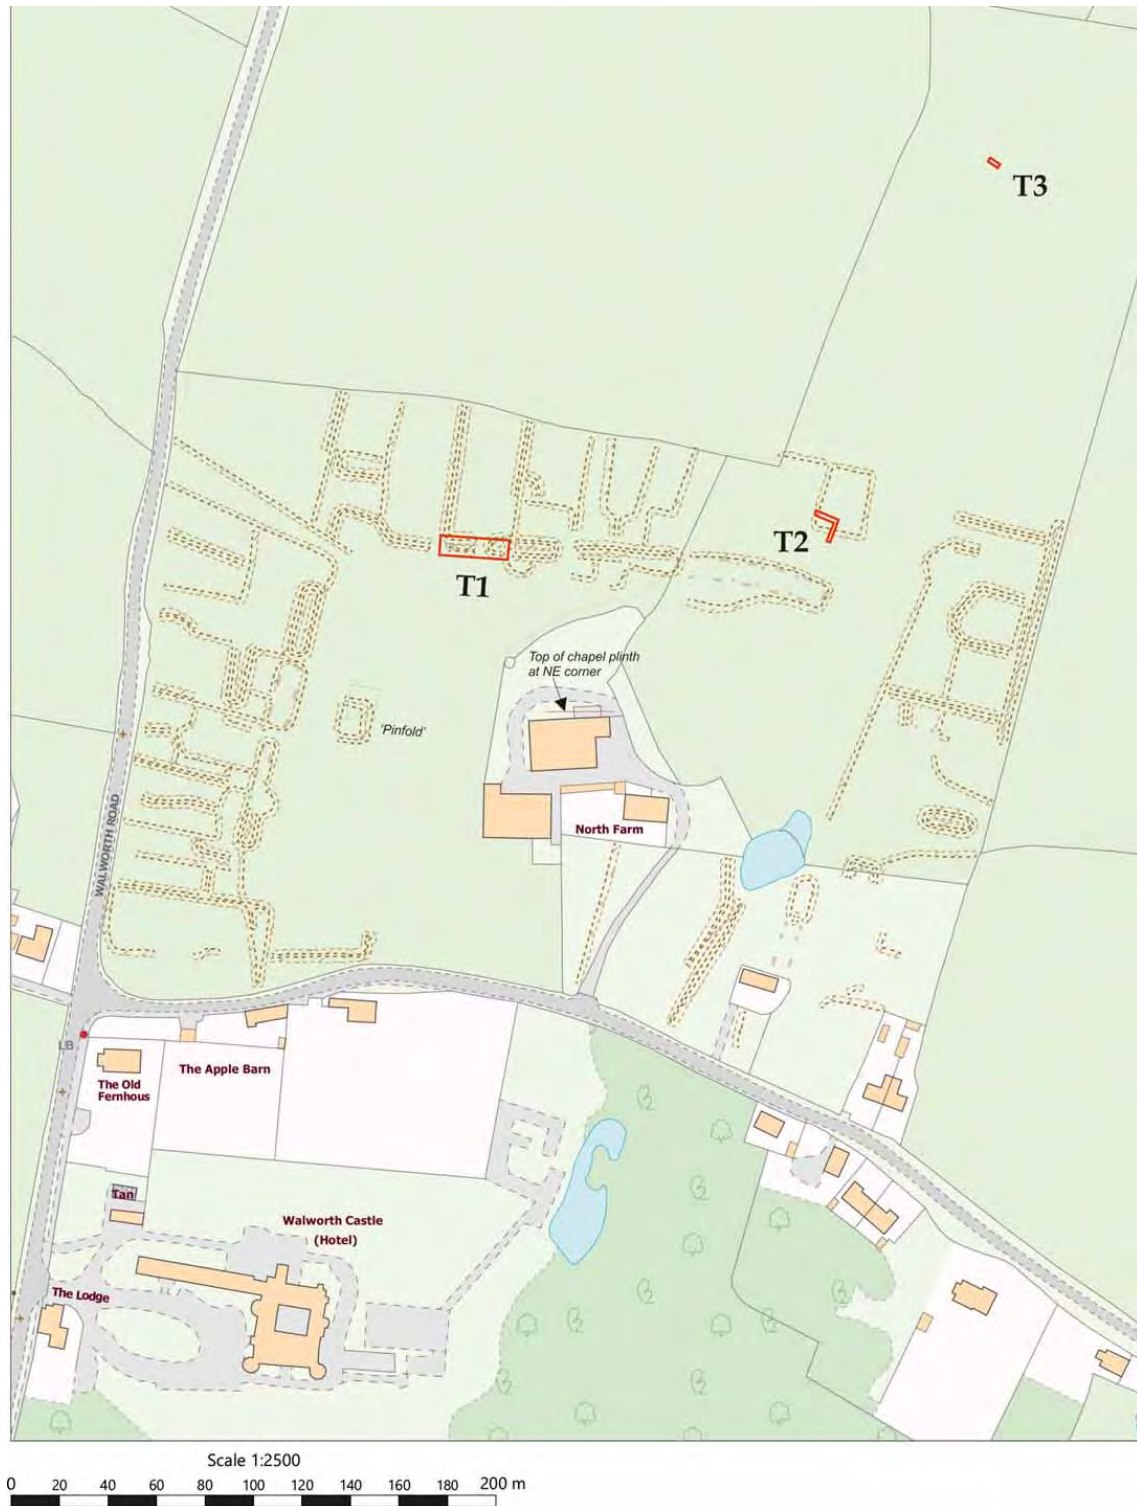 T3
T2
T1
Top of chapel plinth
at NE corner
'Pinfold'
North Farm
WALWORTH ROAD
LB
The Apple Barn
The Old
Fernhous
Tan
Walworth Castle
(Hotel)
The Lodge
Scale 1:2500
0 20 40 60 80 100 120 140 160 180 200 m